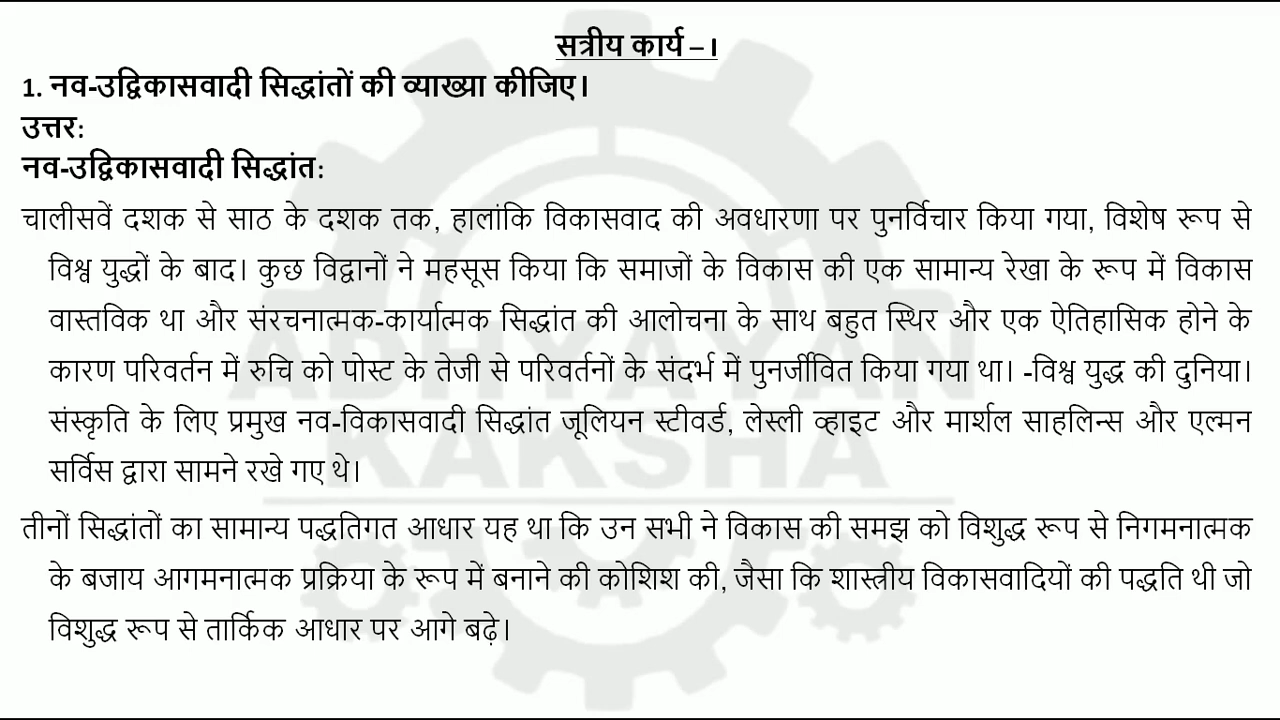 सत्रीय कार्य – I
1. नव-उद्विकासवादी सिद्धांतों की व्याख्या कीजिए।
उत्तर:
नव-उद्विकासवादी सिद्धांत:
चालीसवें दशक से साठ के दशक तक, हालांकि विकासवाद की अवधारणा पर पुनर्विचार किया गया, विशेष रूप से
विश्व युद्धों के बाद। कुछ विद्वानों ने महसूस किया कि समाजों के विकास की एक सामान्य रेखा के रूप में विकास
वास्तविक था और संरचनात्मक-कार्यात्मक सिद्धांत की आलोचना के साथ बहुत स्थिर और एक ऐतिहासिक होने के
कारण परिवर्तन में रुचि को पोस्ट के तेजी से परिवर्तनों के संदर्भ में पुनर्जीवित किया गया था। -विश्व युद्ध की दुनिया।
संस्कृति के लिए प्रमुख नव-विकासवादी सिद्धांत जूलियन स्टीवर्ड, लेस्ली व्हाइट और मार्शल साहलिन्स और एल्मन
सर्विस द्वारा सामने रखे गए थे।
तीनों सिद्धांतों का सामान्य पद्धतिगत आधार यह था कि उन सभी ने विकास की समझ को विशुद्ध रूप से निगमनात्मक
के बजाय आगमनात्मक प्रक्रिया के रूप में बनाने की कोशिश की, जैसा कि शास्त्रीय विकासवादियों की पद्धति थी जो
विशुद्ध रूप से तार्किक आधार पर आगे बढ़े।
ADHYAYAN
KAKSHA